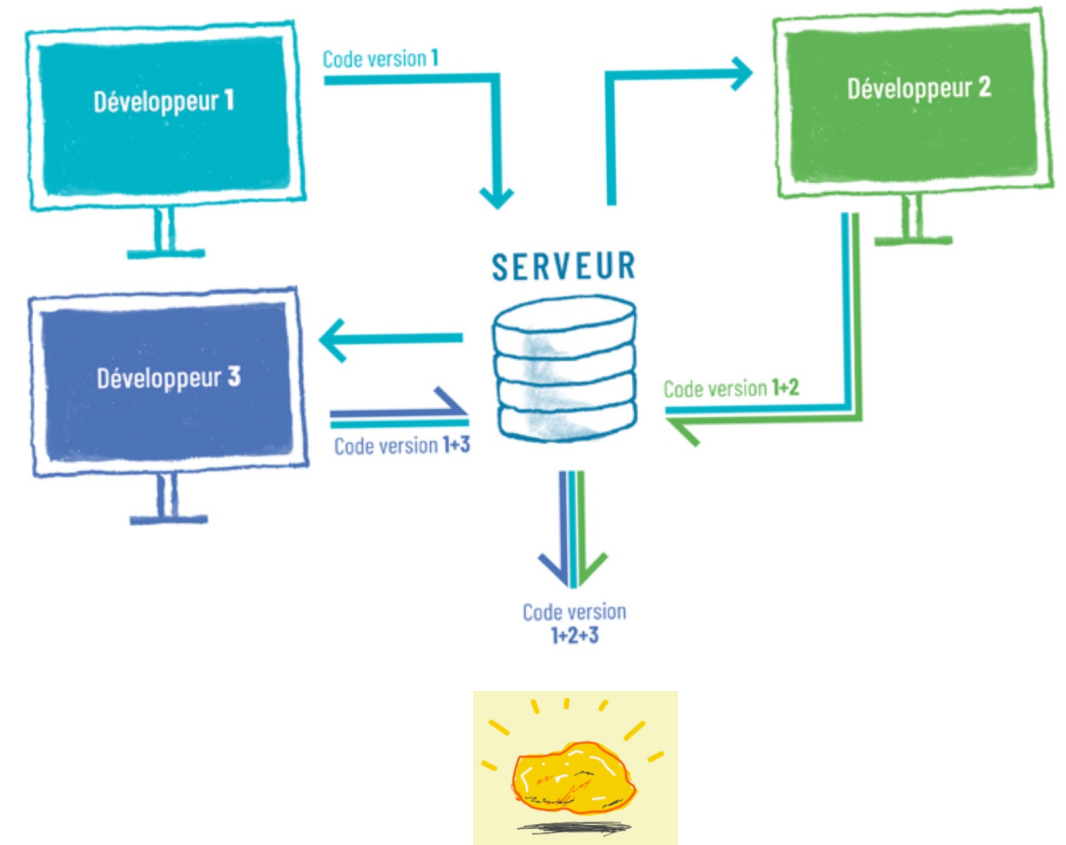 Code version 1
Développeur 1
Développeur 2
SERVEUR
Développeur 3
Code version 1+2
Code version 1+3
Code version
1+2+3